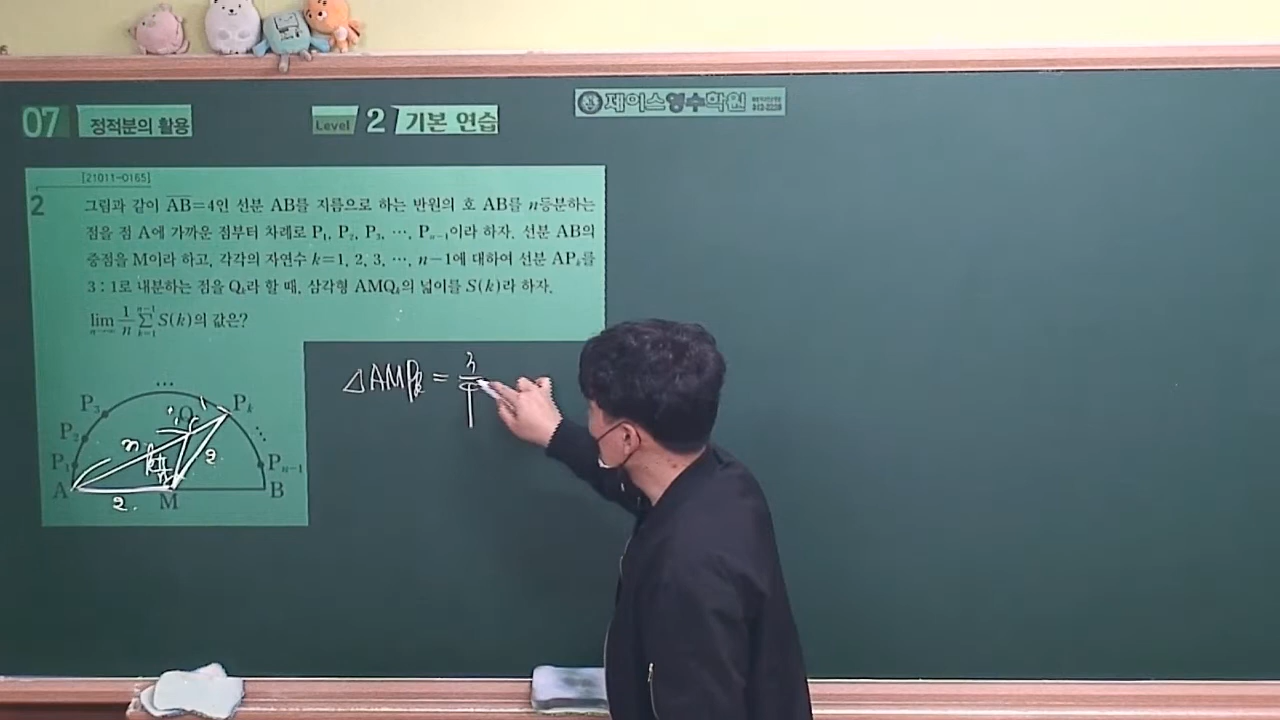 07 정적분의 활용
Level 2 기본 연습
제이스영수학원
[21011-0165]
2
그림과 같이 AB=4인 선분 AB를 지름으로 하는 반원의 호 AB를 n등분하는
점을 점 A에 가까운 점부터 차례로 P₁, P₂, P₃, ⋯, Pₙ₋₁이라 하자. 선분 AB의
중점을 M이라 하고, 각각의 자연수 k=1, 2, 3, ⋯, n-1에 대하여 선분 APₖ를
3 : 1로 내분하는 점을 Qₖ라 할 때, 삼각형 AMQₖ의 넓이를 S(k)라 하자.
lim n→∞ 1/n ∑ k=1 n-1 S(k)의 값은?
△AMPₖ =
⋯
P₃
Pₖ
P₂
P₁
Pₙ₋₁
2
A
M
B
2